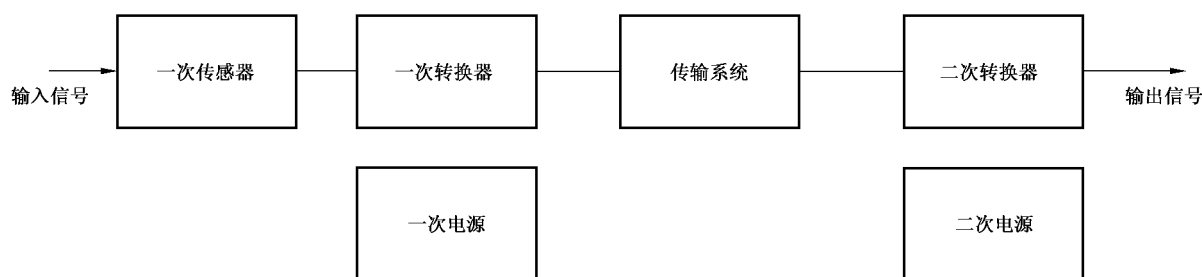 一次传感器
一次转换器
传输系统
二次转换器
输入信号
输出信号
一次电源
二次电源